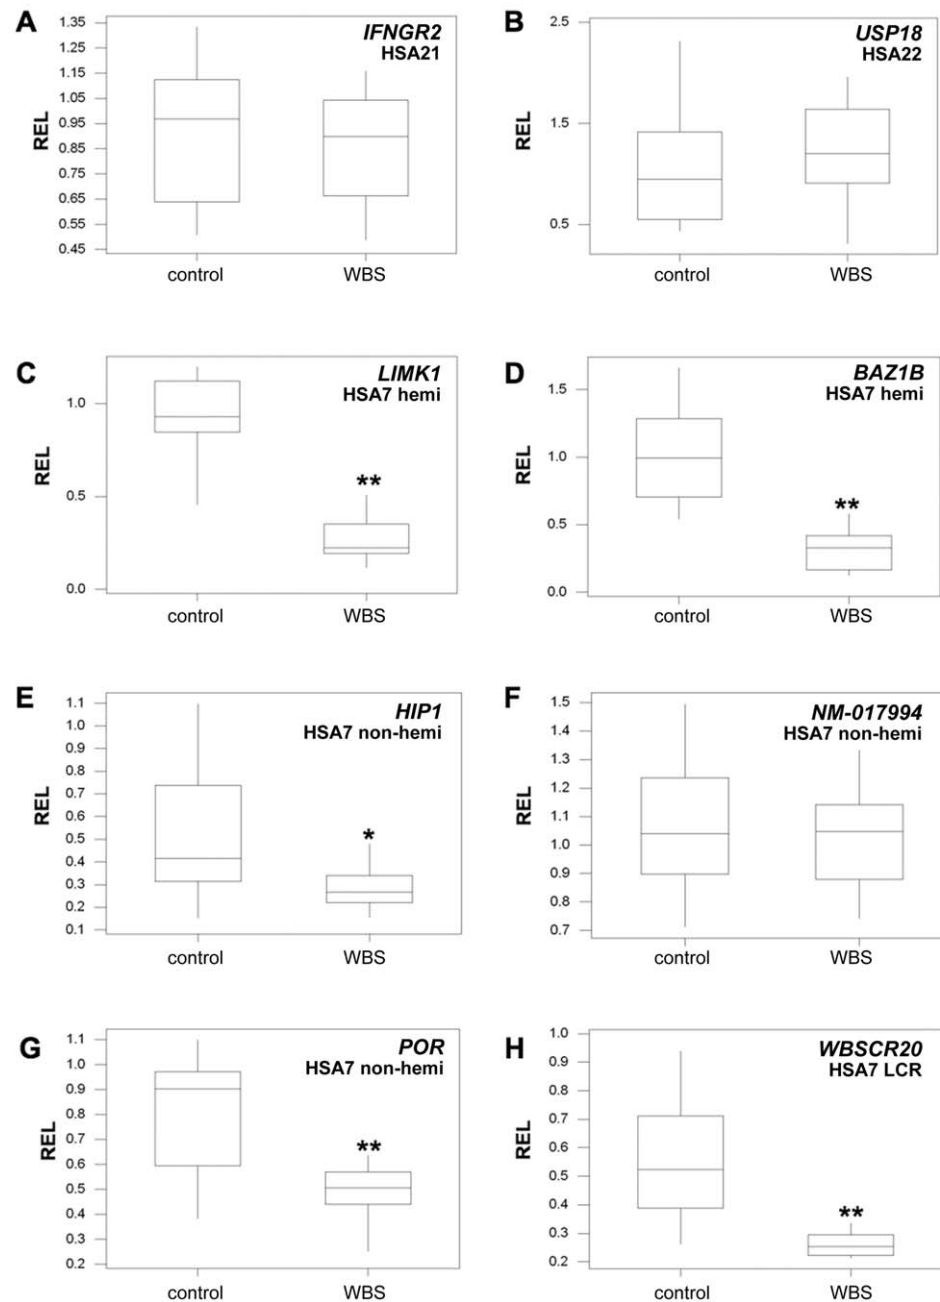 A
IFNGR2
HSA21
REL
1.35
1.25
1.15
1.05
0.95
0.85
0.75
0.65
0.55
0.45
control
WBS
B
USP18
HSA22
REL
2.5
1.5
0.5
control
WBS
C
LIMK1
HSA7 hemi
REL
1.0
0.5
0.0
**
control
WBS
D
BAZ1B
HSA7 hemi
REL
1.5
1.0
0.5
0.0
**
control
WBS
E
HIP1
HSA7 non-hemi
REL
1.1
1.0
0.9
0.8
0.7
0.6
0.5
0.4
0.3
0.2
0.1
*
control
WBS
F
NM-017994
HSA7 non-hemi
REL
1.5
1.4
1.3
1.2
1.1
1.0
0.9
0.8
0.7
control
WBS
G
POR
HSA7 non-hemi
REL
1.1
1.0
0.9
0.8
0.7
0.6
0.5
0.4
0.3
0.2
**
control
WBS
H
WBSCR20
HSA7 LCR
REL
1.0
0.9
0.8
0.7
0.6
0.5
0.4
0.3
0.2
**
control
WBS